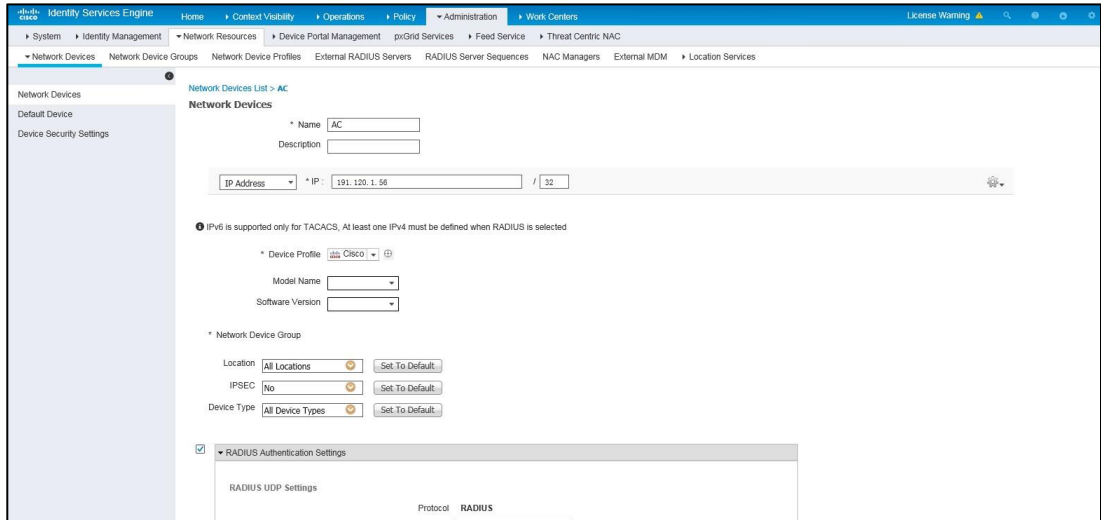 cisco Identity Services Engine Home Context Visibility Operations Policy Administration Work Centers License Warning
System Identity Management Network Resources Device Portal Management pxGrid Services Feed Service Threat Centric NAC
Network Devices Network Device Groups Network Device Profiles External RADIUS Servers RADIUS Server Sequences NAC Managers External MDM Location Services
Network Devices
Default Device
Device Security Settings
Network Devices List > AC
Network Devices
* Name AC
Description
IP Address * IP : 191. 120. 1. 56 / 32
IPv6 is supported only for TACACS, At least one IPv4 must be defined when RADIUS is selected
* Device Profile Cisco
Model Name
Software Version
* Network Device Group
Location All Locations Set To Default
IPSEC No Set To Default
Device Type All Device Types Set To Default
RADIUS Authentication Settings
RADIUS UDP Settings
Protocol RADIUS